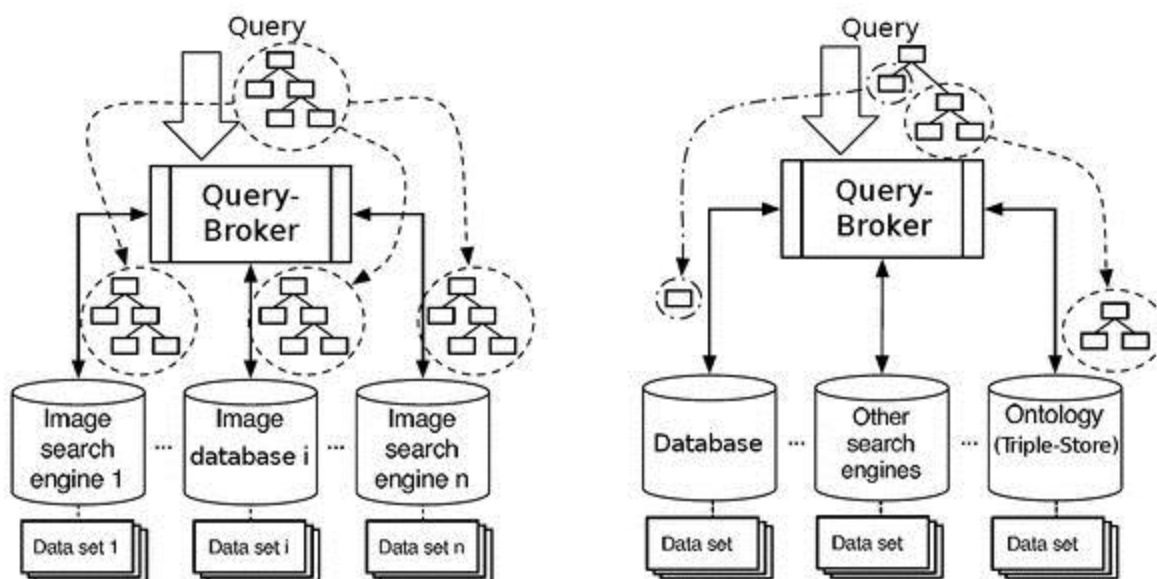 Query
Query-
Broker
Image
search
engine 1
...
Image
database i
...
Image
search
engine n
Data set 1
Data set i
Data set n
Query
Query-
Broker
Database
...
Other
search
engines
...
Ontology
(Triple-Store)
Data set
Data set
Data set